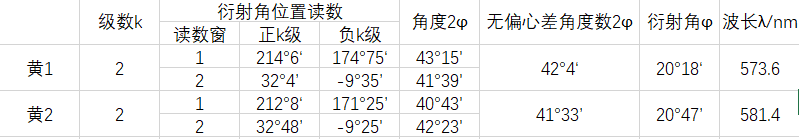 级数k 衍射角位置读数 角度2φ 无偏心差角度数2φ 衍射角φ 波长λ/nm
读数窗 正k级 负k级
黄1 2 1 214°6‘ 174°75‘ 43°15' 42°4‘ 20°18‘ 573.6
2 32°4’ -9°35’ 41°39’
黄2 2 1 212°8‘ 171°25’ 40°43’ 41°33’ 20°47’ 581.4
2 32°48’ -9°25’ 42°23’